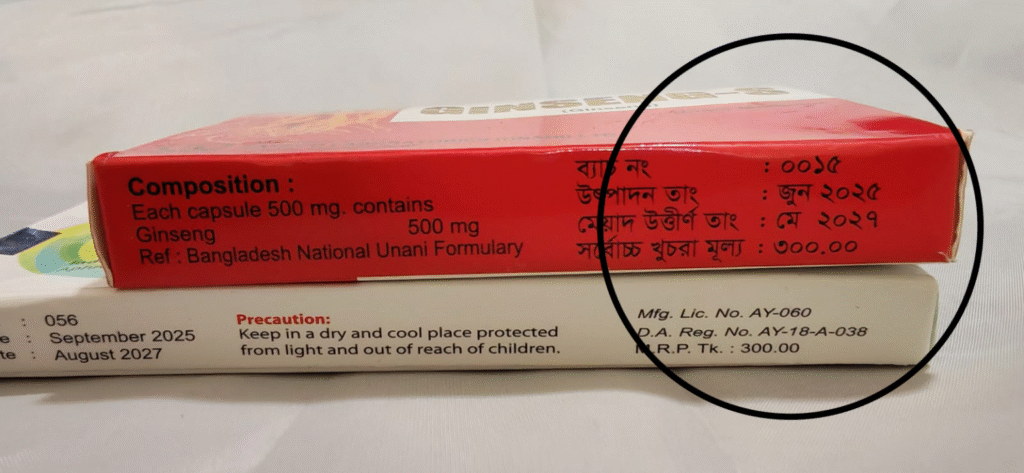 GINSENG-S
(Ginseng)
Composition :
Each capsule 500 mg. contains
Ginseng 500 mg
Ref : Bangladesh National Unani Formulary
ব্যাচ নং : ০০১৫
উৎপাদন তাং : জুন ২০২৫
মেয়াদ উত্তীর্ণ তাং : মে ২০২৭
সর্বোচ্চ খুচরা মূল্য : ৩০০.০০
: 056
e : September 2025
te : August 2027
Precaution:
Keep in a dry and cool place protected
from light and out of reach of children.
Mfg. Lic. No. AY-060
D.A. Reg. No. AY-18-A-038
M.R.P. Tk. : 300.00